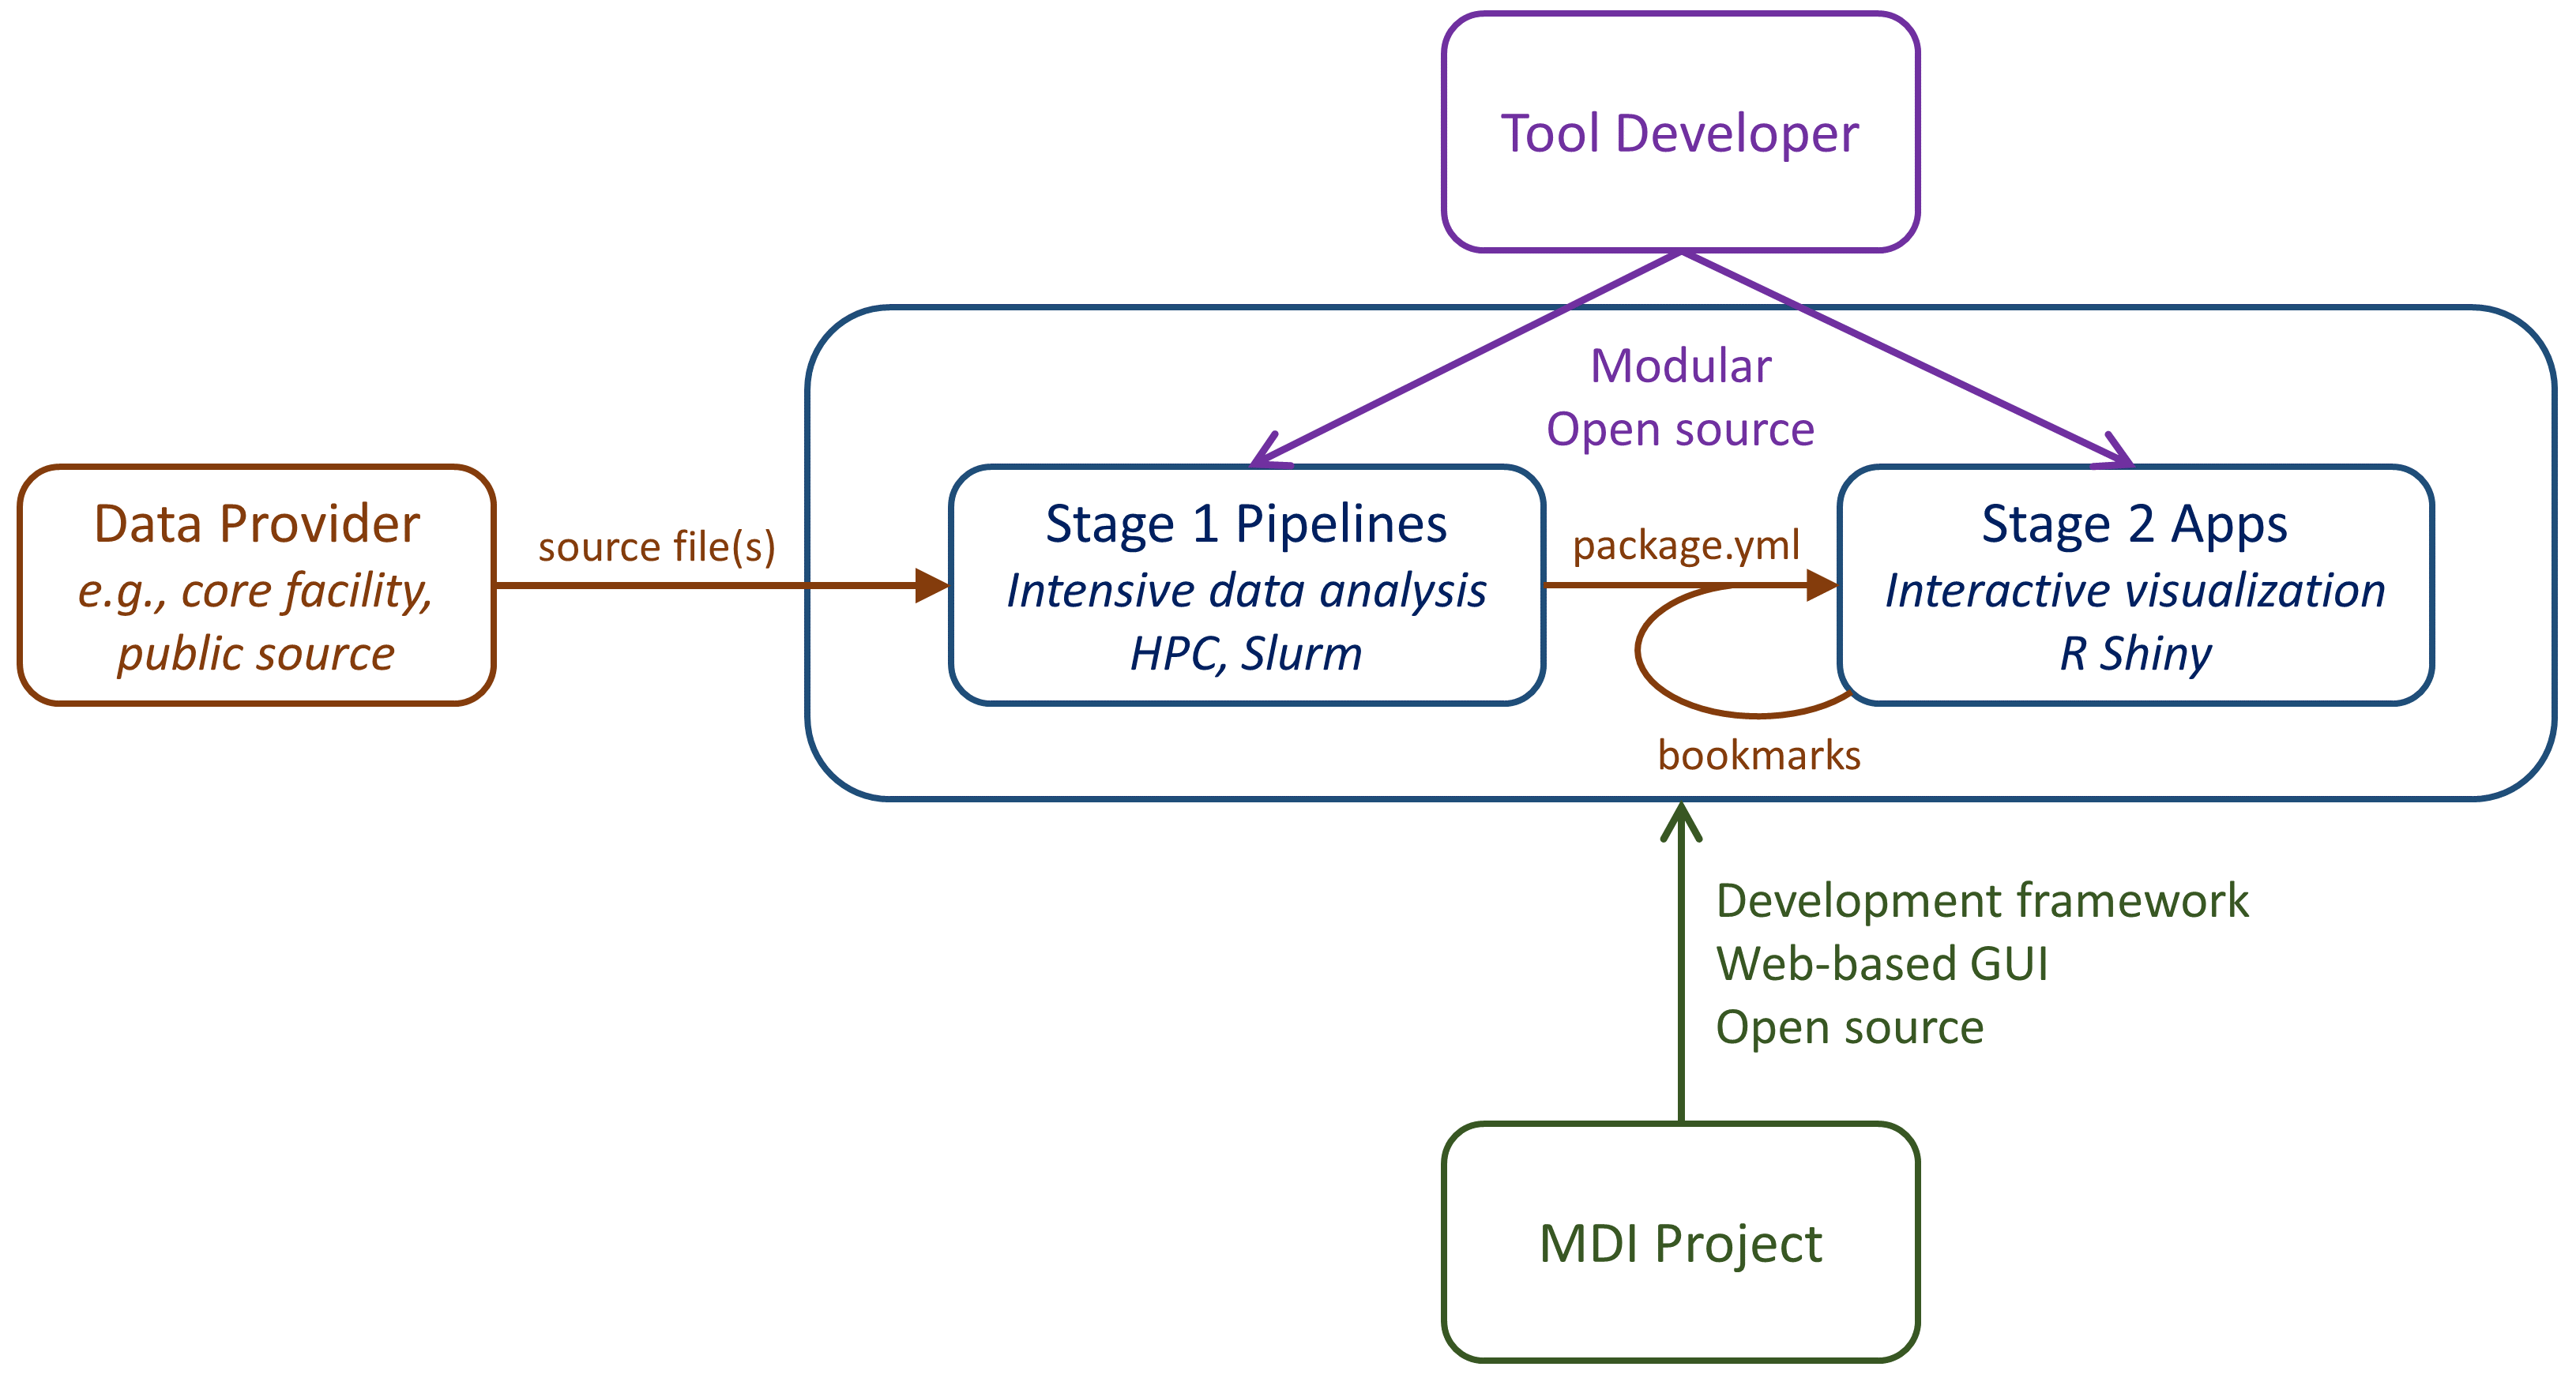 Tool Developer
Modular
Open source
Data Provider
e.g., core facility,
public source
source file(s)
Stage 1 Pipelines
Intensive data analysis
HPC, Slurm
package.yml
Stage 2 Apps
Interactive visualization
R Shiny
bookmarks
Development framework
Web-based GUI
Open source
MDI Project